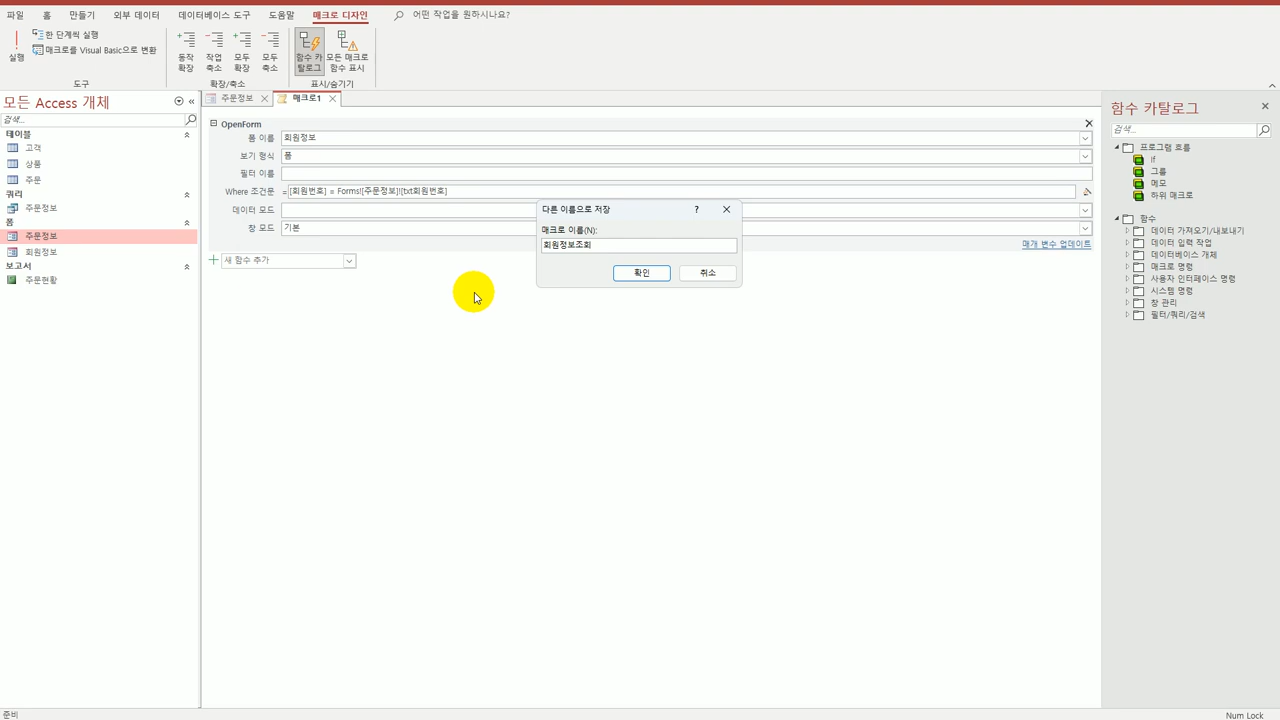 파일 홈 만들기 외부 데이터 데이터베이스 도구 도움말 매크로 디자인 어떤 작업을 원하시나요?
실행
한 단계씩 실행
매크로를 Visual Basic으로 변환
도구
동작 확장
작업 축소
모두 확장
모두 축소
확장/축소
함수 카탈로그
모든 매크로 함수 표시
표시/숨기기
모든 Access 개체
검색...
테이블
고객
상품
주문
쿼리
주문정보
폼
주문정보
회원정보
보고서
주문현황
주문정보
매크로1
OpenForm
폼 이름 회원정보
보기 형식 폼
필터 이름
Where 조건문 =[회원번호] = Forms![주문정보]![txt회원번호]
데이터 모드
창 모드 기본
매개 변수 업데이트
새 함수 추가
다른 이름으로 저장 ?
매크로 이름(N):
회원정보조회
확인 취소
함수 카탈로그
검색...
프로그램 흐름
If
그룹
메모
하위 매크로
함수
데이터 가져오기/내보내기
데이터 입력 작업
데이터베이스 개체
매크로 명령
사용자 인터페이스 명령
시스템 명령
창 관리
필터/쿼리/검색
준비
Num Lock